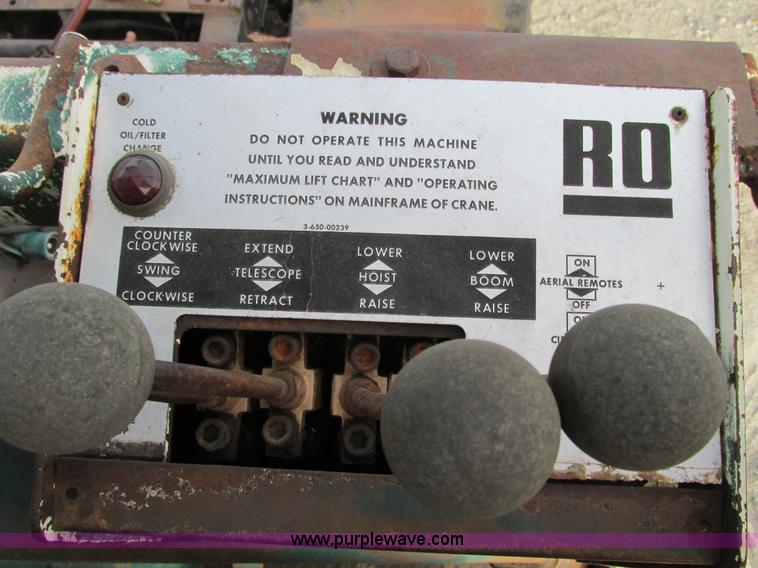 COLD
OIL/FILTER
CHANGE
WARNING
DO NOT OPERATE THIS MACHINE
UNTIL YOU READ AND UNDERSTAND
"MAXIMUM LIFT CHART" AND "OPERATING
INSTRUCTIONS" ON MAINFRAME OF CRANE.
3-650-00239
RO
COUNTER
CLOCKWISE
SWING
CLOCKWISE
EXTEND
TELESCOPE
RETRACT
LOWER
HOIST
RAISE
LOWER
BOOM
RAISE
ON
AERIAL REMOTES
OFF
www.purplewave.com